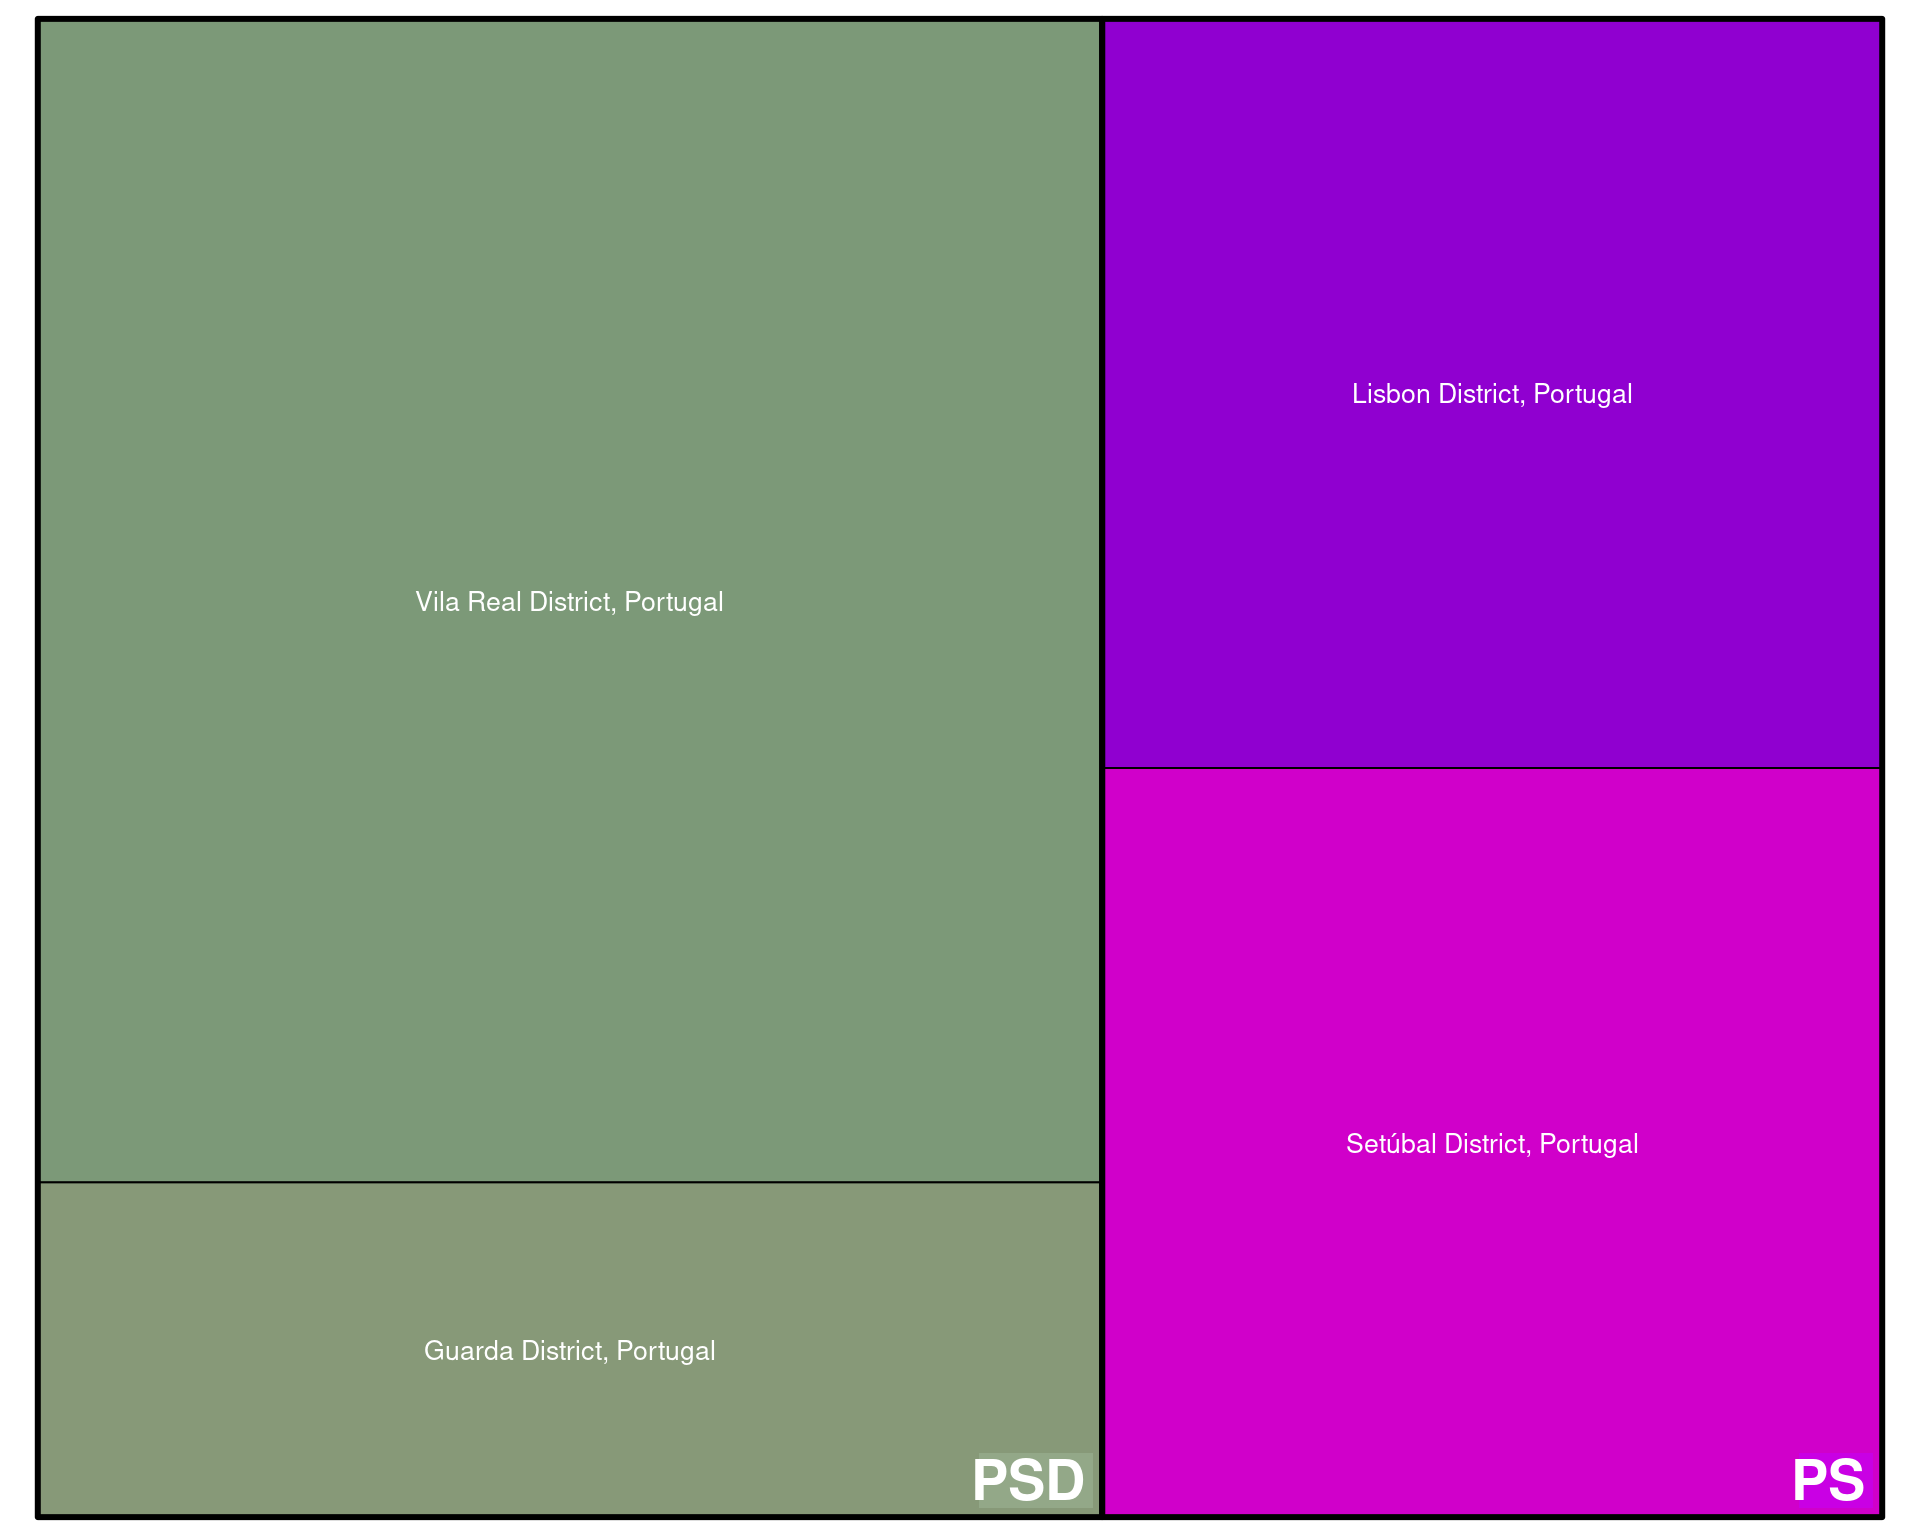 Vila Real District, Portugal
Guarda District, Portugal
PSD
Lisbon District, Portugal
Setúbal District, Portugal
PS